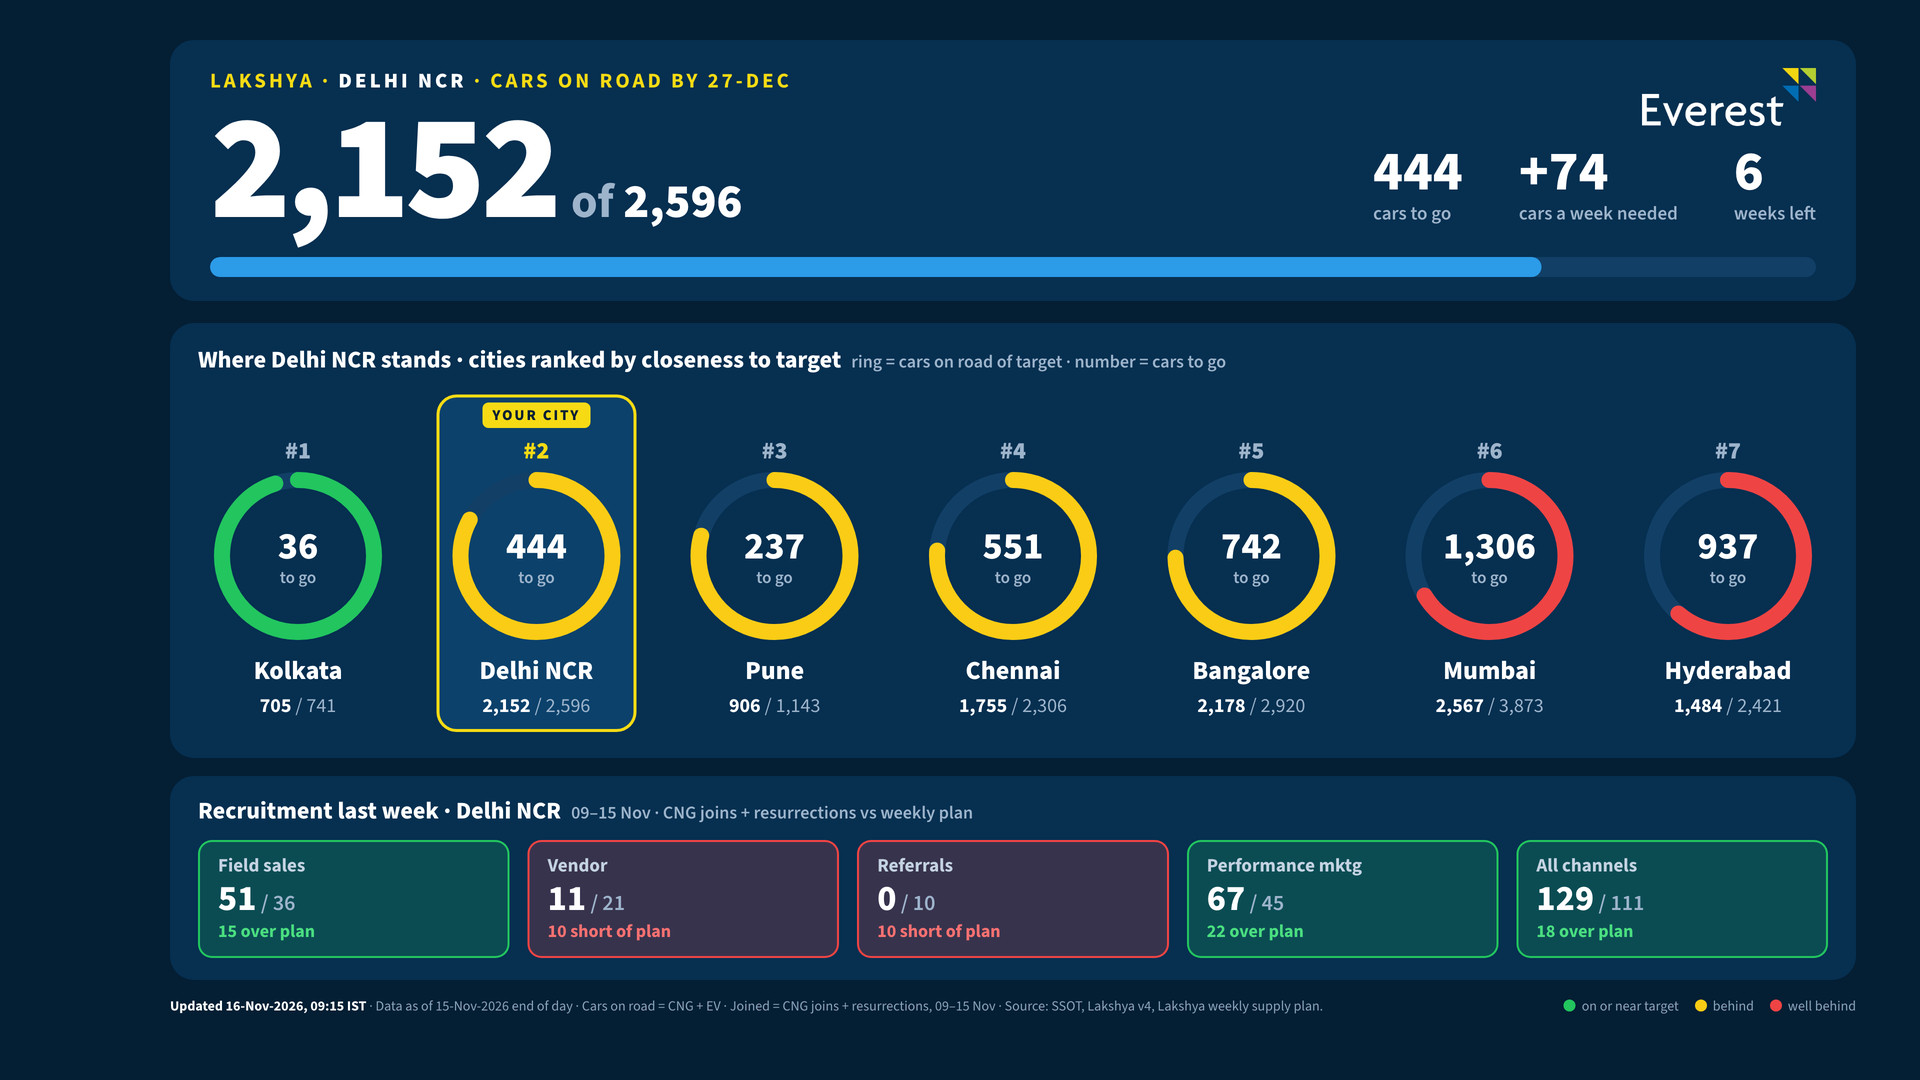 LAKSHYA · DELHI NCR · CARS ON ROAD BY 27-DEC
Everest
2,152 of 2,596
444
cars to go
+74
cars a week needed
6
weeks left
Where Delhi NCR stands · cities ranked by closeness to target ring = cars on road of target · number = cars to go
#1
36
to go
Kolkata
705 / 741
YOUR CITY
#2
444
to go
Delhi NCR
2,152 / 2,596
#3
237
to go
Pune
906 / 1,143
#4
551
to go
Chennai
1,755 / 2,306
#5
742
to go
Bangalore
2,178 / 2,920
#6
1,306
to go
Mumbai
2,567 / 3,873
#7
937
to go
Hyderabad
1,484 / 2,421
Recruitment last week · Delhi NCR 09–15 Nov · CNG joins + resurrections vs weekly plan
Field sales
51 / 36
15 over plan
Vendor
11 / 21
10 short of plan
Referrals
0 / 10
10 short of plan
Performance mktg
67 / 45
22 over plan
All channels
129 / 111
18 over plan
Updated 16-Nov-2026, 09:15 IST · Data as of 15-Nov-2026 end of day · Cars on road = CNG + EV · Joined = CNG joins + resurrections, 09–15 Nov · Source: SSOT, Lakshya v4, Lakshya weekly supply plan.
on or near target
behind
well behind